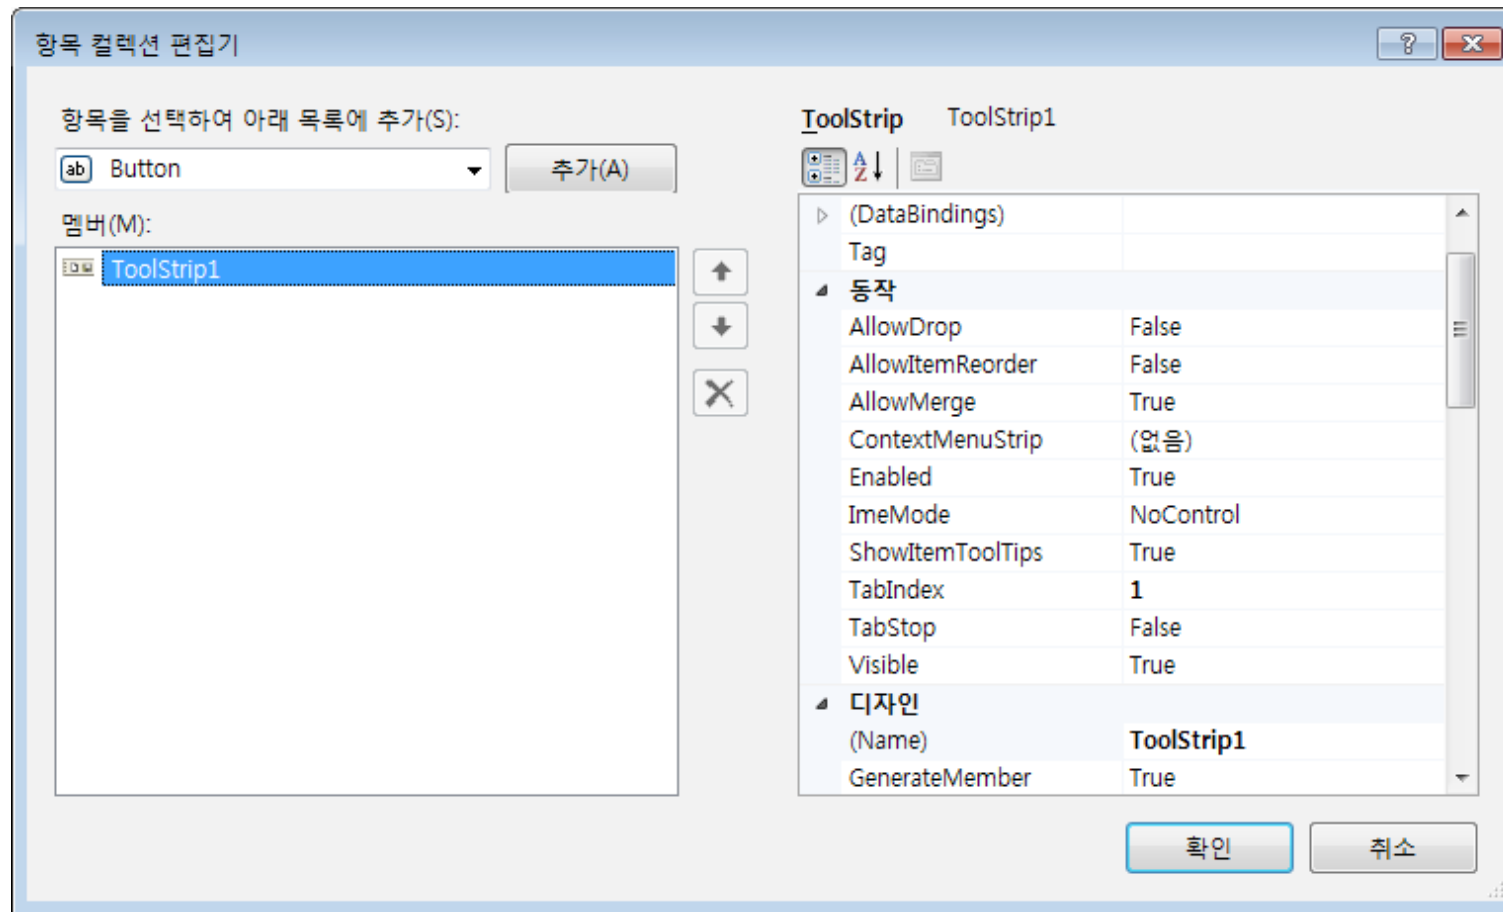 항목 컬렉션 편집기
항목을 선택하여 아래 목록에 추가(S):
ab Button
추가(A)
멤버(M):
ToolStrip1
ToolStrip ToolStrip1
(DataBindings)
Tag
동작
AllowDrop False
AllowItemReorder False
AllowMerge True
ContextMenuStrip (없음)
Enabled True
ImeMode NoControl
ShowItemToolTips True
TabIndex 1
TabStop False
Visible True
디자인
(Name) ToolStrip1
GenerateMember True
확인 취소